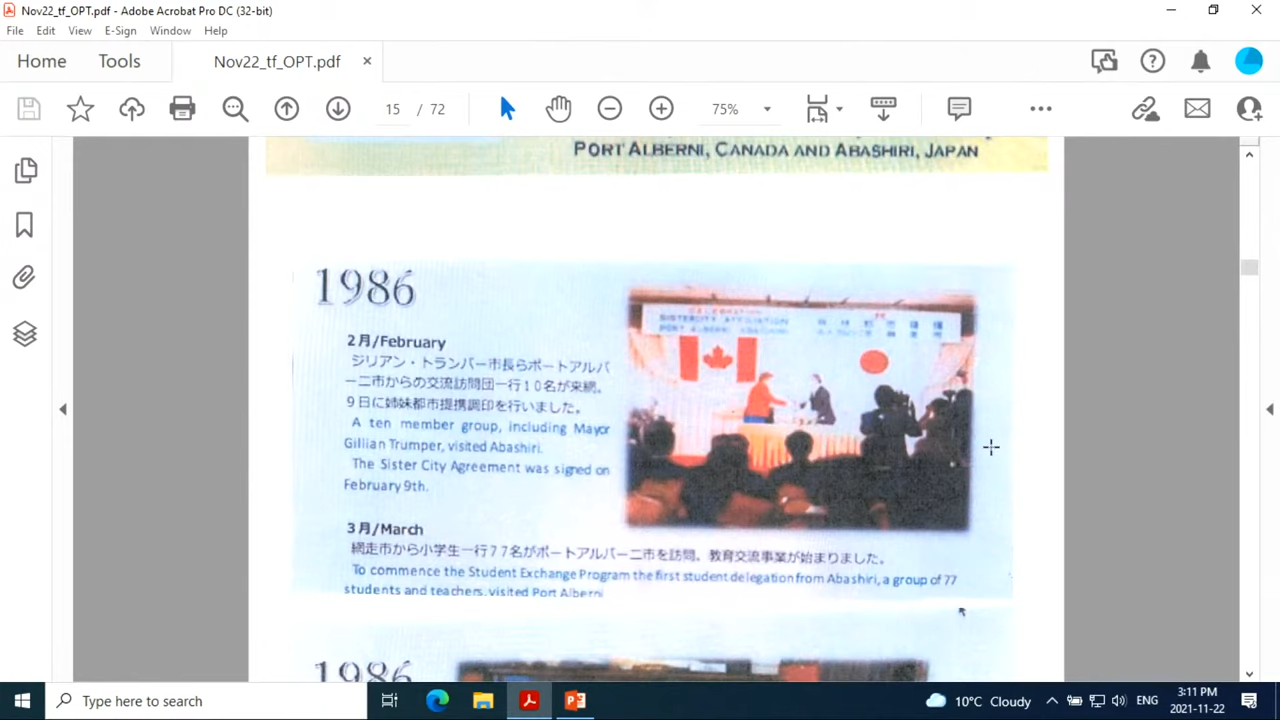 Nov22_tf_OPT.pdf - Adobe Acrobat Pro DC (32-bit)
File Edit View E-Sign Window Help
Home Tools Nov22_tf_OPT.pdf
15 / 72 75%
PORT ALBERNI, CANADA AND ABASHIRI, JAPAN
1986
2月/February
ジリアン・トランパー市長らポートアルバ
ーニ市からの交流訪問団一行10名が来網。
9日に姉妹都市提携調印を行いました。
A ten member group, including Mayor
Gillian Trumper, visited Abashiri.
The Sister City Agreement was signed on
February 9th.
SISTERCITY AFFILIATION
PORT ALBERNI ABASHIRI
3月/March
網走市から小学生一行77名がポートアルバーニ市を訪問、教育交流事業が始まりました。
To commence the Student Exchange Program the first student delegation from Abashiri, a group of 77
students and teachers, visited Port Alberni
1986
Type here to search
10°C Cloudy
ENG
3:11 PM
2021-11-22